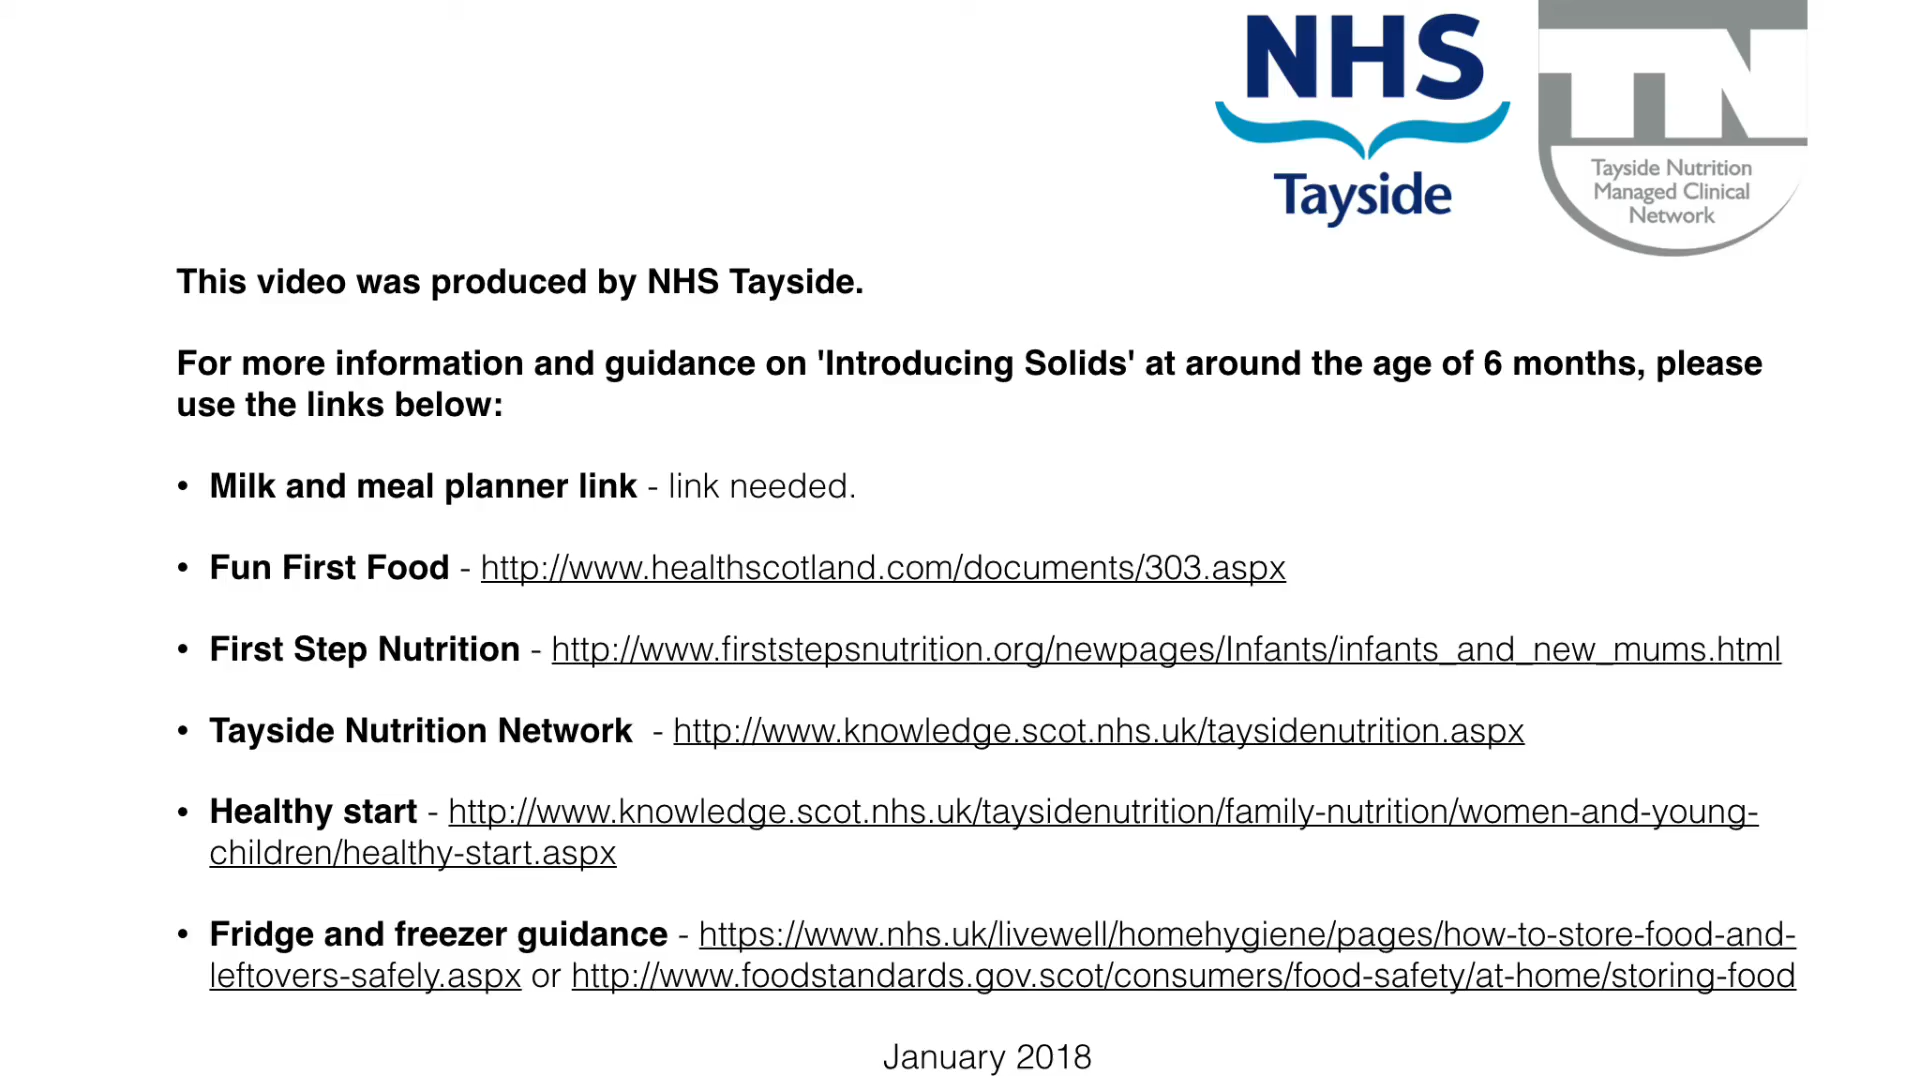 NHS
Tayside
TN
Tayside Nutrition
Managed Clinical
Network
This video was produced by NHS Tayside.
For more information and guidance on 'Introducing Solids' at around the age of 6 months, please
use the links below:
• Milk and meal planner link - link needed.
• Fun First Food - http://www.healthscotland.com/documents/303.aspx
• First Step Nutrition - http://www.firststepsnutrition.org/newpages/Infants/infants_and_new_mums.html
• Tayside Nutrition Network  - http://www.knowledge.scot.nhs.uk/taysidenutrition.aspx
• Healthy start - http://www.knowledge.scot.nhs.uk/taysidenutrition/family-nutrition/women-and-young-
children/healthy-start.aspx
• Fridge and freezer guidance - https://www.nhs.uk/livewell/homehygiene/pages/how-to-store-food-and-
leftovers-safely.aspx or http://www.foodstandards.gov.scot/consumers/food-safety/at-home/storing-food
January 2018